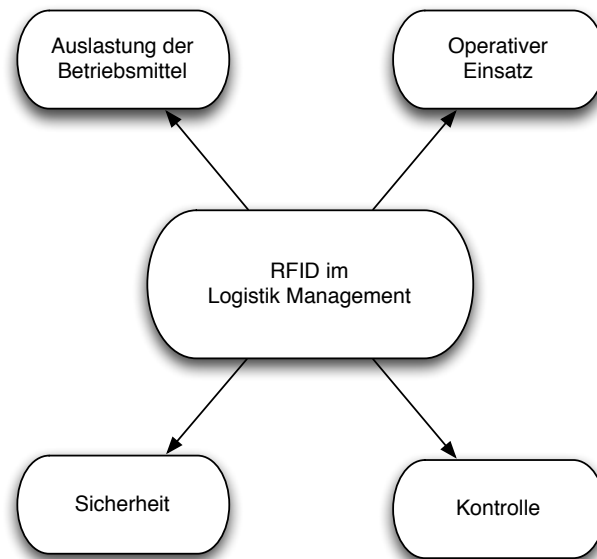 Auslastung der
Betriebsmittel
Operativer
Einsatz
RFID im
Logistik Management
Sicherheit
Kontrolle